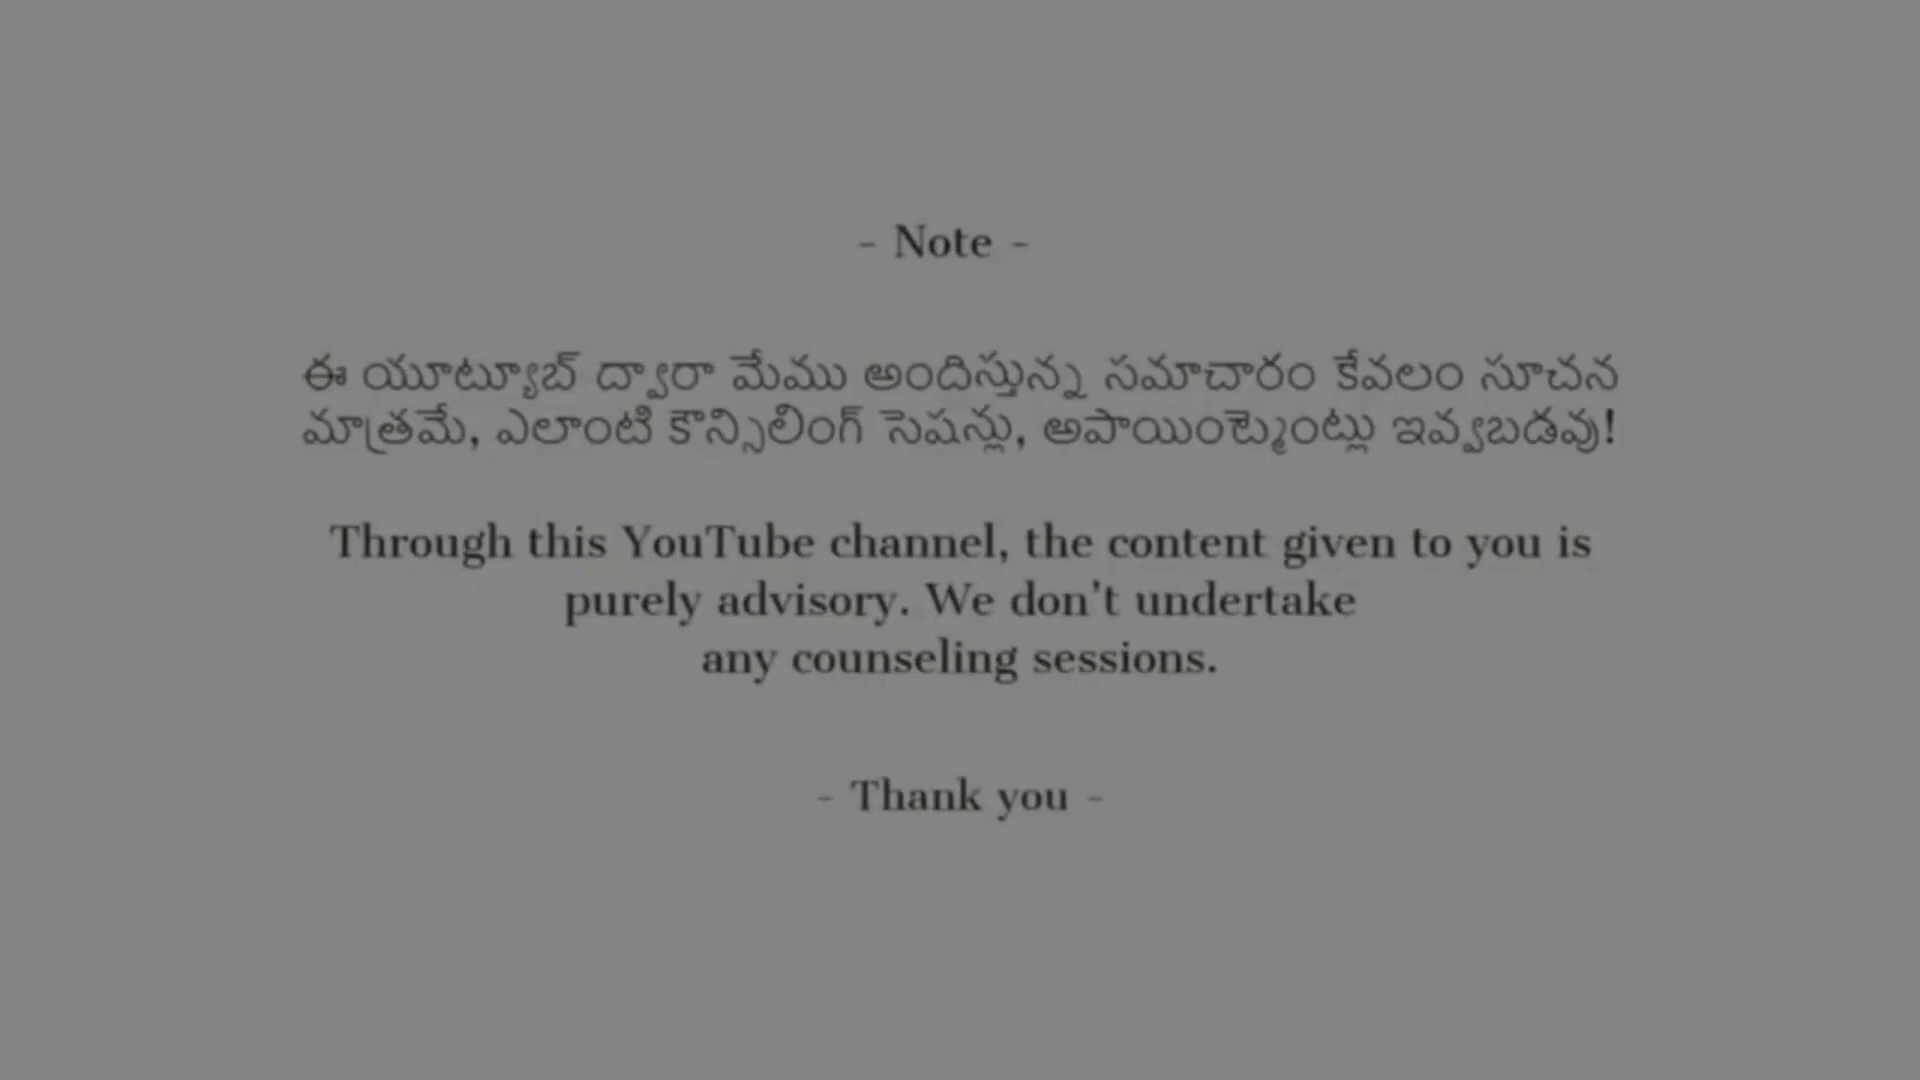 - Note -
ఈ యూట్యూబ్ ద్వారా మేము అందిస్తున్న సమాచారం కేవలం సూచన
మాత్రమే, ఎలాంటి కౌన్సిలింగ్ సెషన్లు, అపాయింట్మెంట్లు ఇవ్వబడవు!
Through this YouTube channel, the content given to you is
purely advisory. We don't undertake
any counseling sessions.
- Thank you -